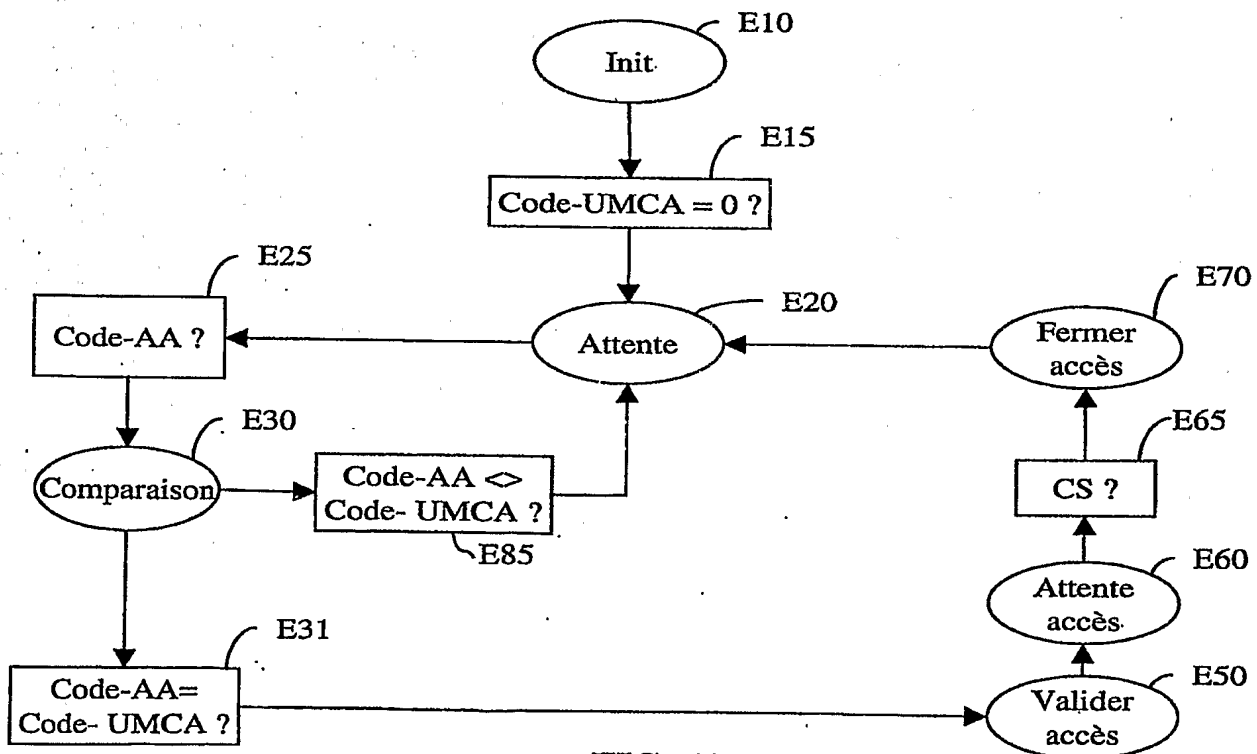 E10
Init
E15
Code-UMCA = 0 ?
E25
Code-AA ?
E20
Attente
E70
Fermer
accès
E30
Comparaison
Code-AA <>
Code- UMCA ?
E85
E65
CS ?
E60
Attente
accès
E31
Code-AA=
Code- UMCA ?
E50
Valider
accès